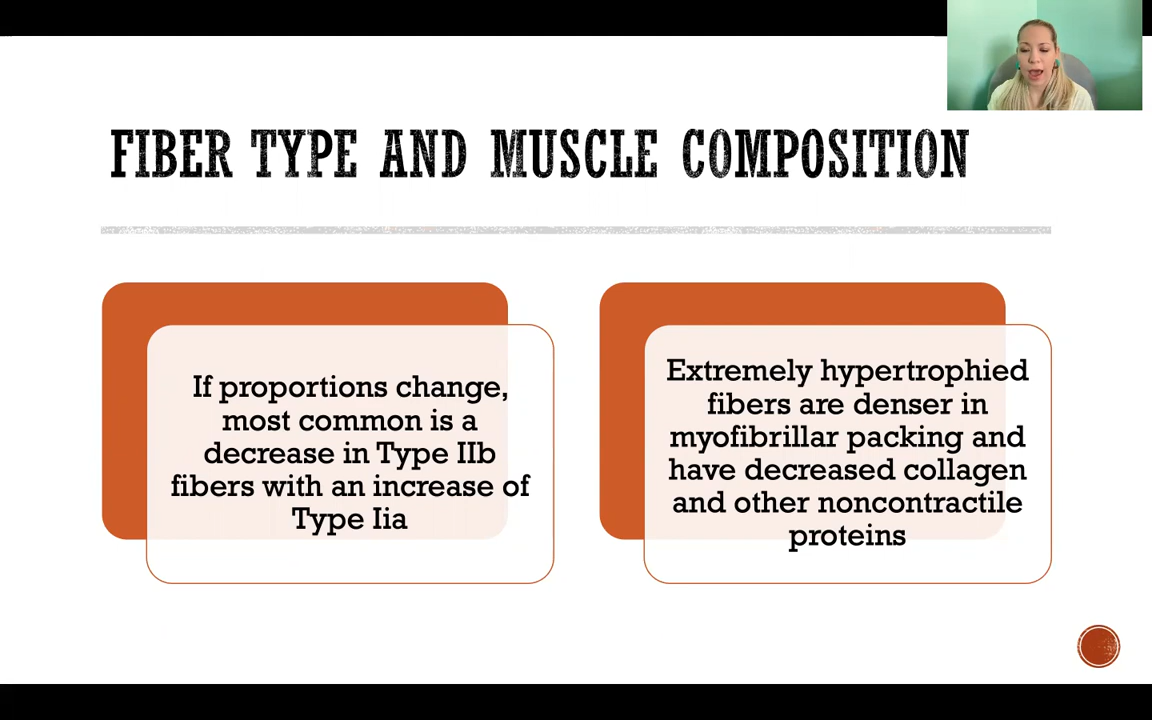 FIBER TYPE AND MUSCLE COMPOSITION
If proportions change,
most common is a
decrease in Type IIb
fibers with an increase of
Type Iia
Extremely hypertrophied
fibers are denser in
myofibrillar packing and
have decreased collagen
and other noncontractile
proteins